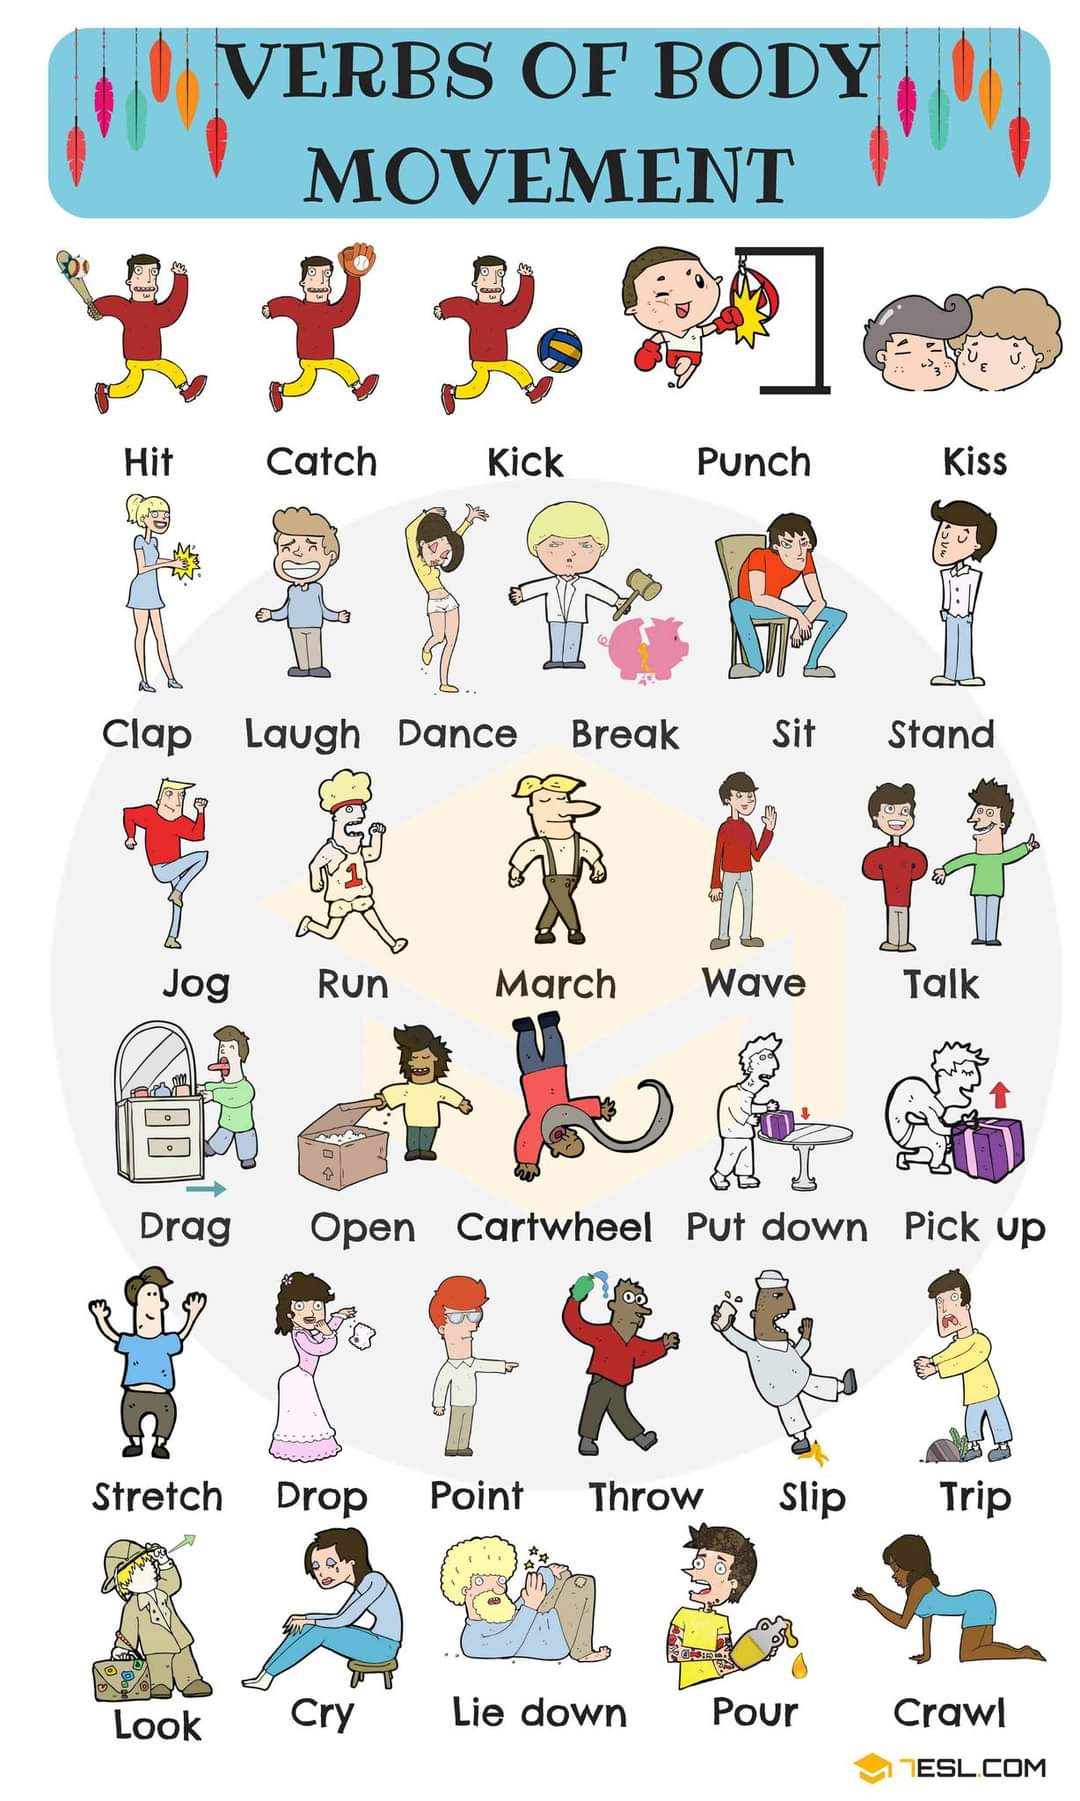 VERBS OF BODY
MOVEMENT
Hit Catch Kick Punch Kiss
Clap Laugh Dance Break Sit Stand
1
Jog Run March Wave Talk
Drag Open Cartwheel Put down Pick up
Stretch Drop Point Throw Slip Trip
Look Cry Lie down Pour Crawl
7ESL.COM